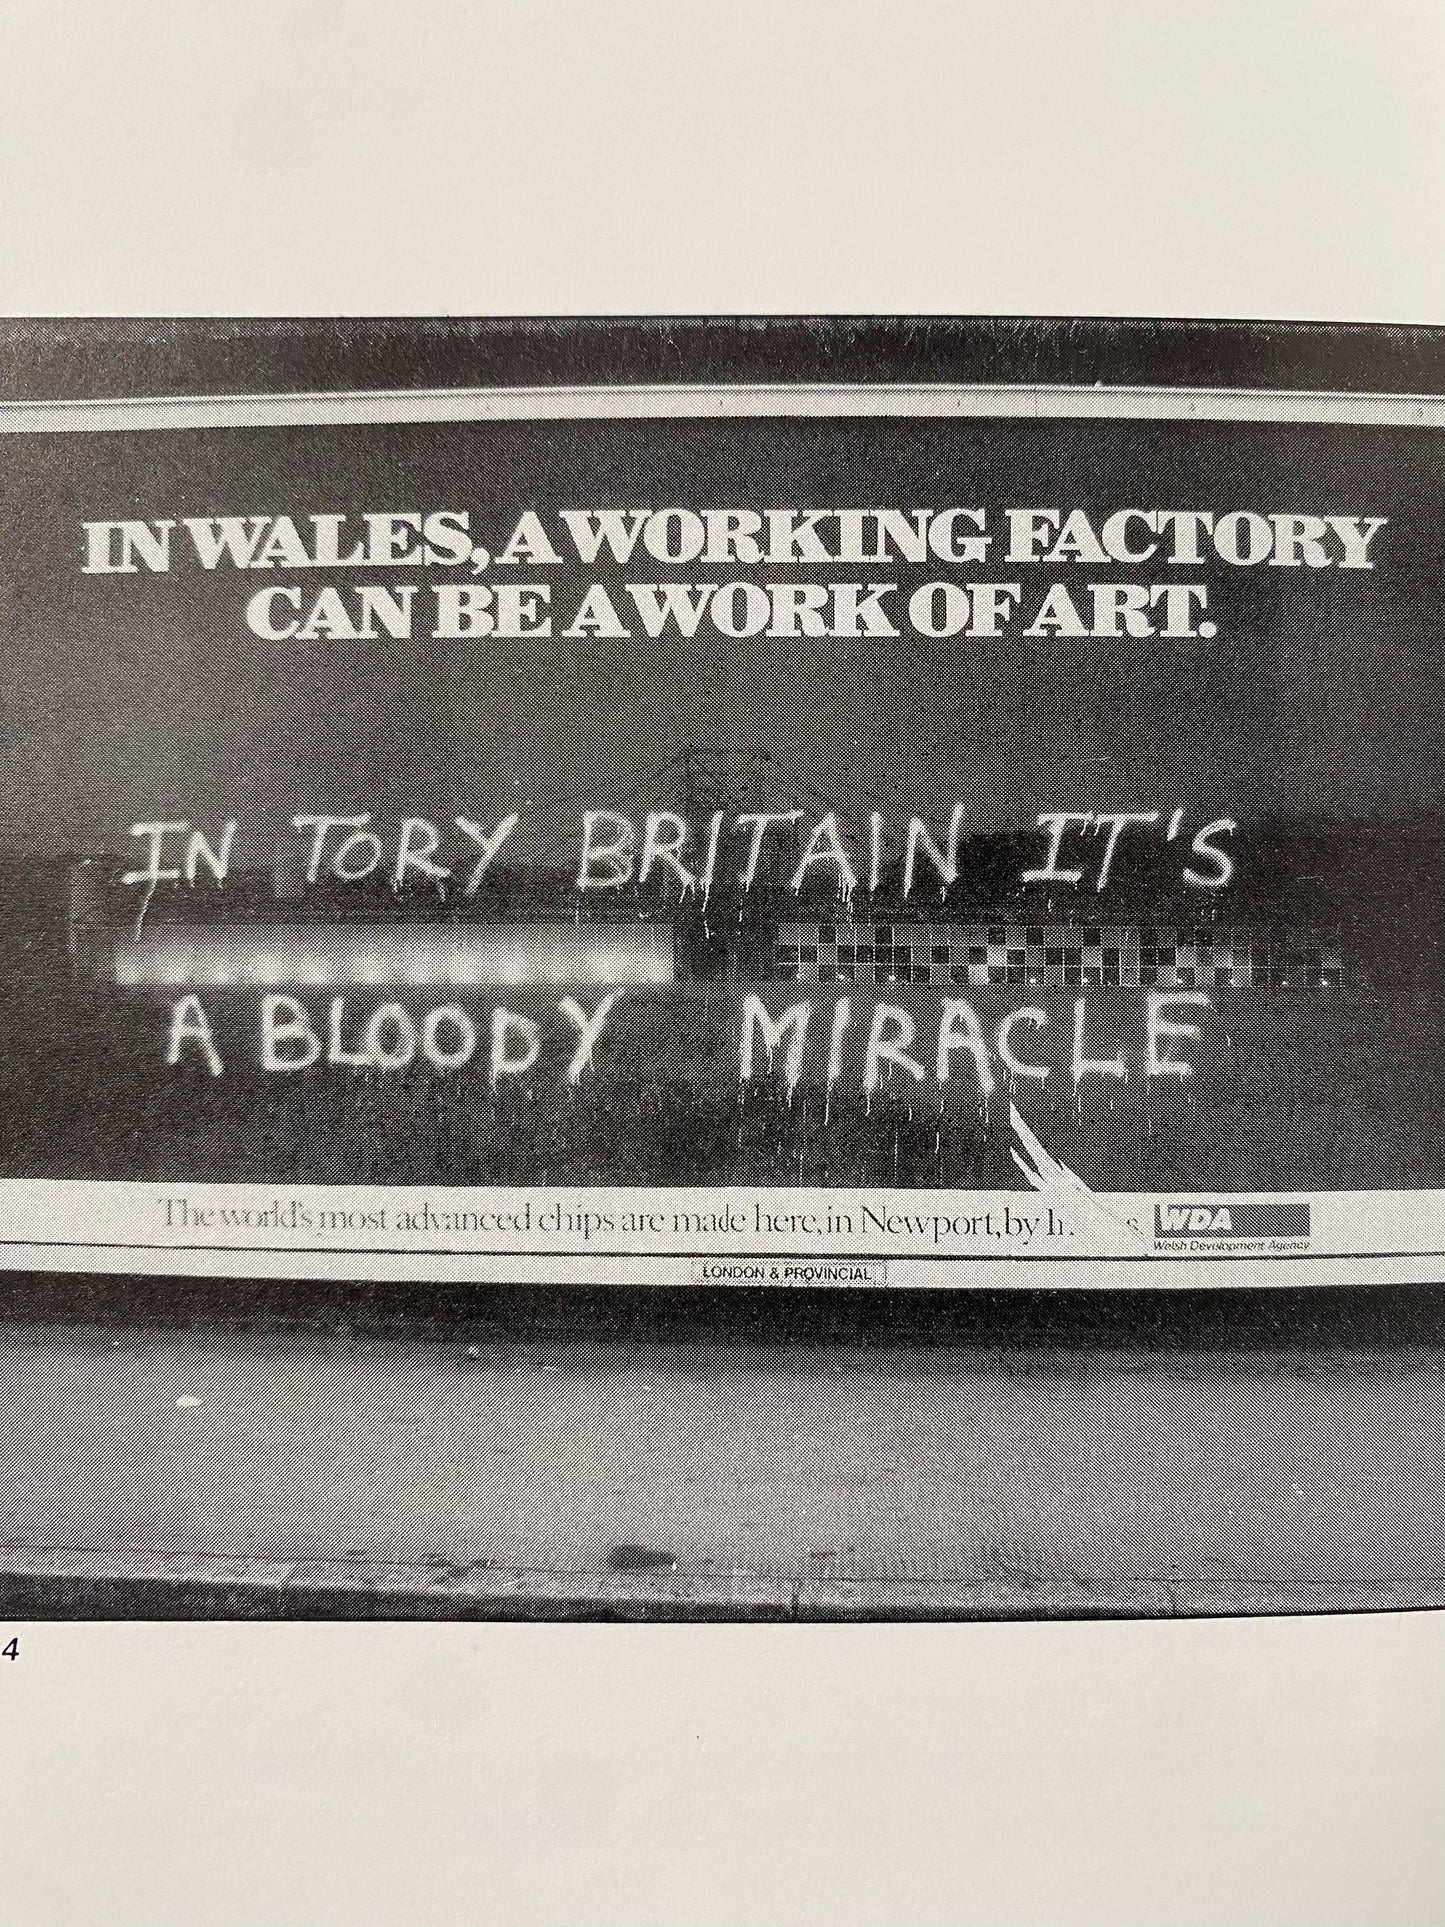 IN WALES, A WORKING FACTORY
CAN BE A WORK OF ART.
IN TORY BRITAIN IT'S
A BLOODY MIRACLE
The world's most advanced chips are made here, in Newport, by
WDA
Welsh Development Agency
LONDON & PROVINCIAL
4